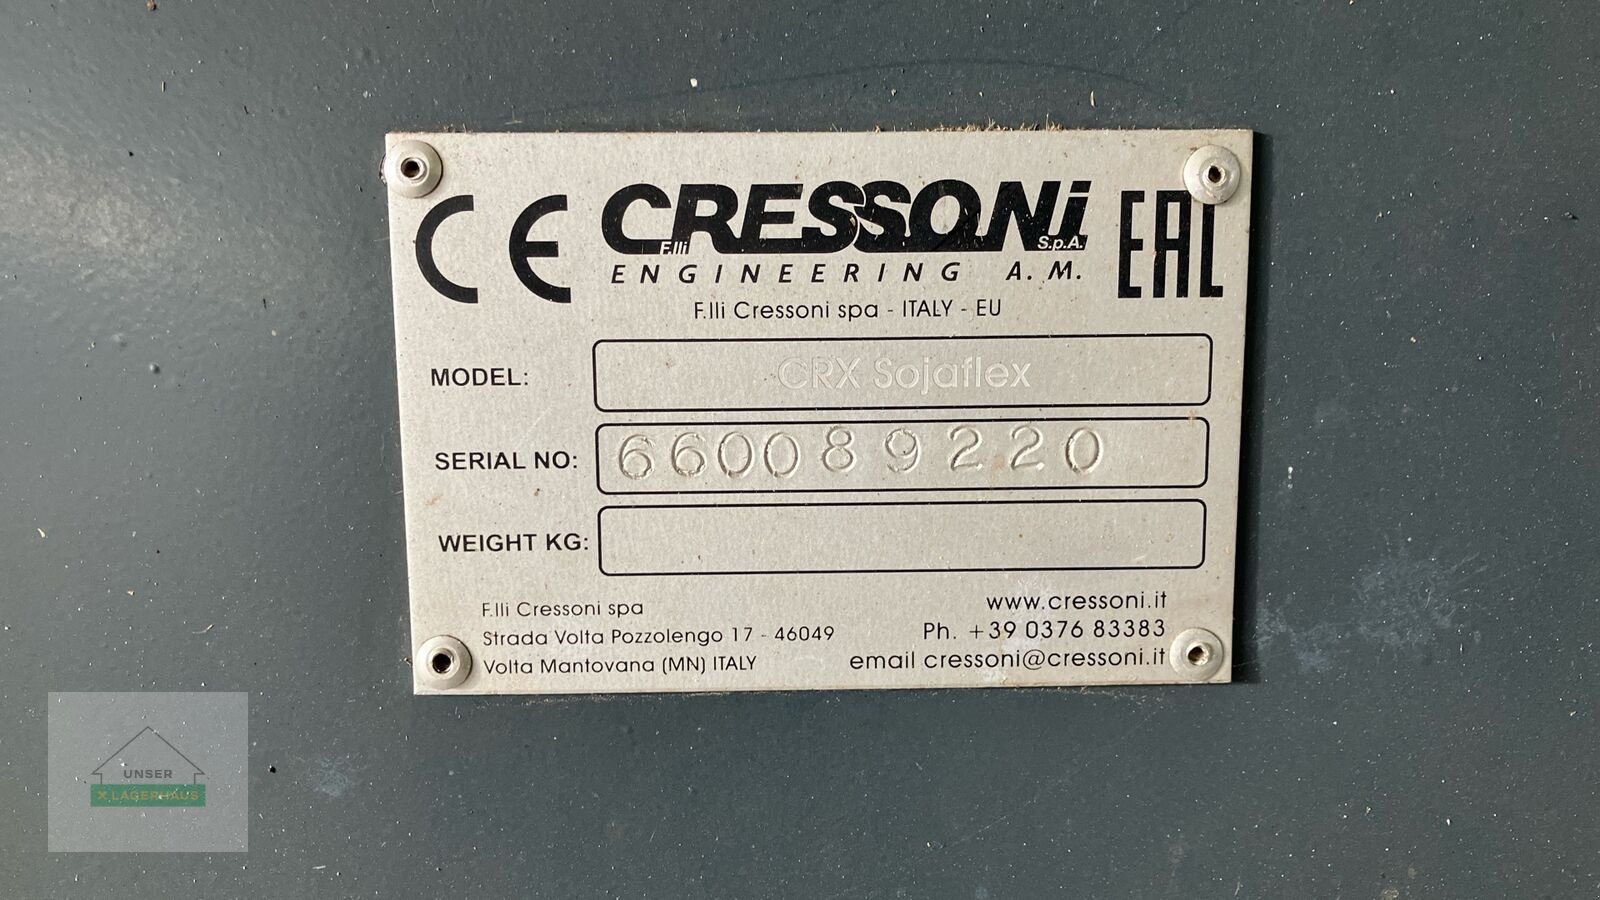 CE
F.lli CRESSONi S.p.A.
ENGINEERING A.M.
EAC
F.lli Cressoni spa - ITALY - EU
MODEL: CRX Sojaflex
SERIAL NO: 660089220
WEIGHT KG:
F.lli Cressoni spa
Strada Volta Pozzolengo 17 - 46049
Volta Mantovana (MN) ITALY
www.cressoni.it
Ph. +39 0376 83383
email cressoni@cressoni.it
UNSER
X LAGERHAUS